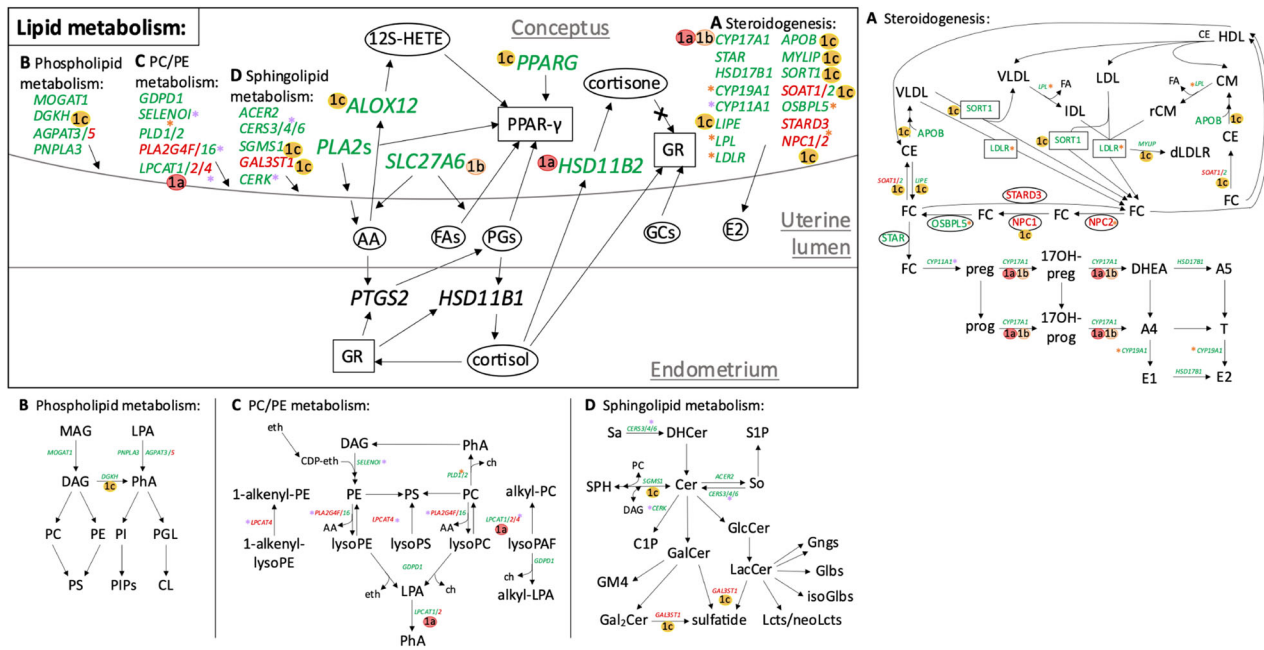 Lipid metabolism:
Conceptus
B Phospholipid
metabolism:
MOGAT1
DGKH 1c
AGPAT3/5
PNPLA3
C PC/PE
metabolism:
GDPD1
SELENOI*
*
PLD1/2
PLA2G4F/16*
LPCAT1/2/4
1a *
D Sphingolipid
metabolism:
ACER2
CERS3/4/6
SGMS1 1c
GAL3ST1 1c
CERK*
12S-HETE
1c ALOX12
PLA2s
SLC27A6 1b
1c PPARG
PPAR-γ
1a HSD11B2
cortisone
GR
A Steroidogenesis:
1a 1b CYP17A1
STAR
HSD17B1
*CYP19A1
*CYP11A1
1c LIPE
*LPL
*LDLR
APOB 1c
MYLIP 1c
SORT1 1c
SOAT1/2 1c
OSBPL5*
STARD3
NPC1/2*
1c
AA
FAs
PGs
GCs
E2
Uterine
lumen
PTGS2
HSD11B1
GR
cortisol
Endometrium
A Steroidogenesis:
CE HDL
VLDL
LPL*
FA
LDL
FA
*LPL
CM
VLDL
1c SORT1
IDL
rCM
1c
APOB
1c SORT1
APOB
1c
LDLR*
LDLR*
MYLIP
1c
dLDLR
CE
CE
SOAT1/2
1c
LIPE
1c
SOAT1/2
1c
FC
STARD3
FC
FC
OSBPL5*
FC
NPC1
1c
FC
NPC2*
FC
STAR
FC
CYP11A1*
preg
CYP17A1
1a 1b
17OH-
preg
CYP17A1
1a 1b
DHEA
HSD17B1
A5
prog
CYP17A1
1a 1b
17OH-
prog
CYP17A1
1a 1b
A4
T
*CYP19A1
*CYP19A1
E1
HSD17B1
E2
B Phospholipid metabolism:
MAG
LPA
MOGAT1
PNPLA3
AGPAT3/5
DAG
DGKH
1c
PhA
PC
PE
PI
PGL
PS
PIPs
CL
C PC/PE metabolism:
eth
DAG
PhA
CDP-eth
SELENOI*
PLD1/2
*
ch
1-alkenyl-PE
PE
PS
PC
alkyl-PC
*LPCAT4
*PLA2G4F/16
AA
LPCAT4*
*PLA2G4F/16
AA
LPCAT1/2/4*
1a
1-alkenyl-
lysoPE
lysoPE
lysoPS
lysoPC
lysoPAF
GDPD1
GDPD1
eth
LPA
ch
ch
alkyl-LPA
LPCAT1/2
1a
PhA
D Sphingolipid metabolism:
Sa
CERS3/4/6
*
DHCer
S1P
PC
SPH
SGMS1
1c
Cer
ACER2
CERS3/4/6
*
So
DAG
*CERK
C1P
GlcCer
GalCer
Gngs
GM4
LacCer
Glbs
GAL3ST1
1c
isoGlbs
Gal2Cer
GAL3ST1
1c
sulfatide
Lcts/neoLcts